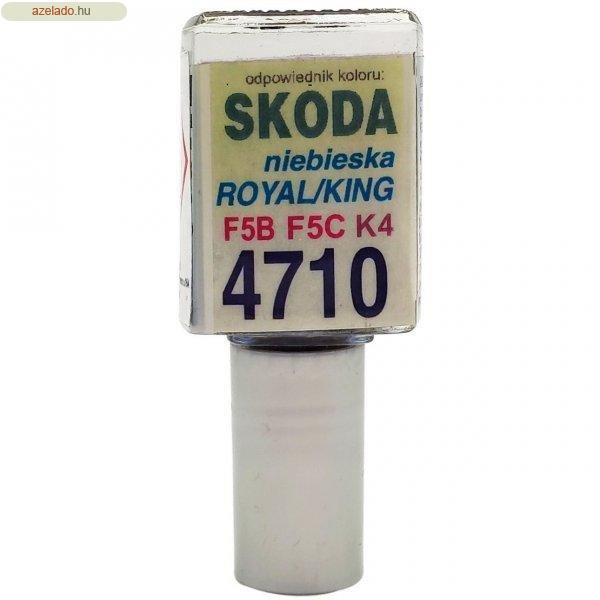 azelado.hu
odpowiednik koloru:
SKODA
niebieska
ROYAL/KING
F5B F5C K4
4710